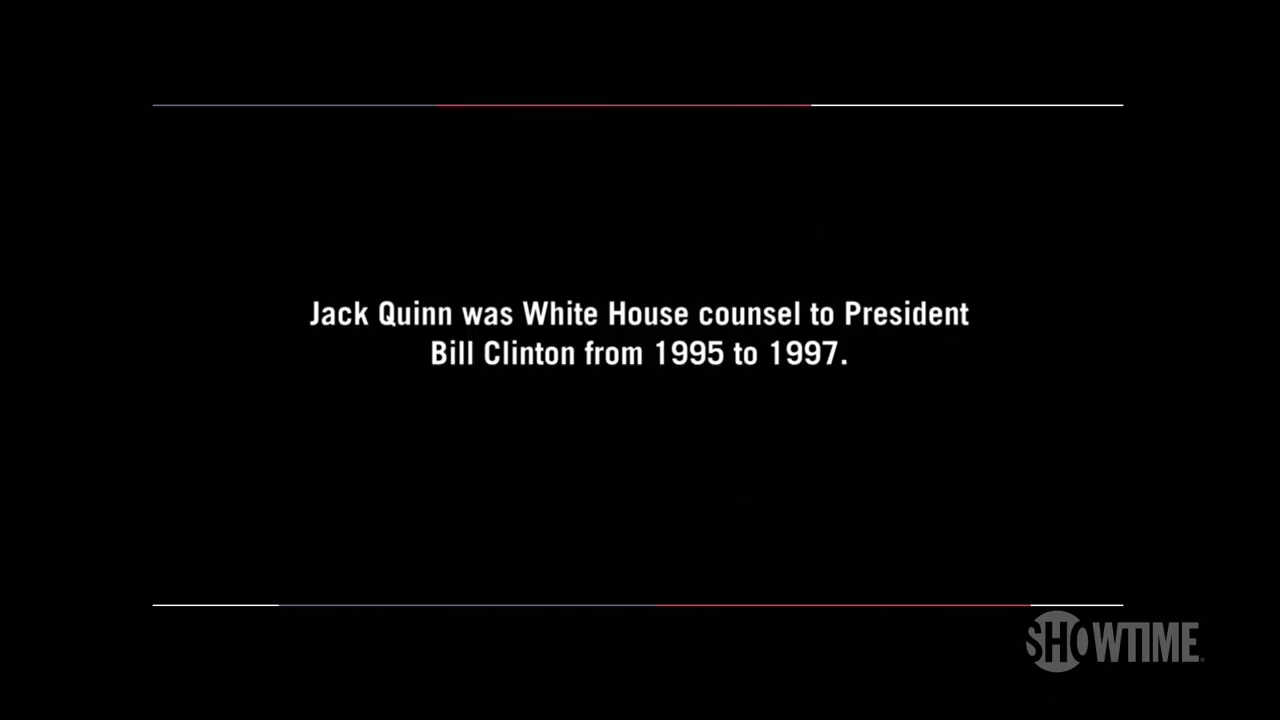 Jack Quinn was White House counsel to President
Bill Clinton from 1995 to 1997.
SHOWTIME